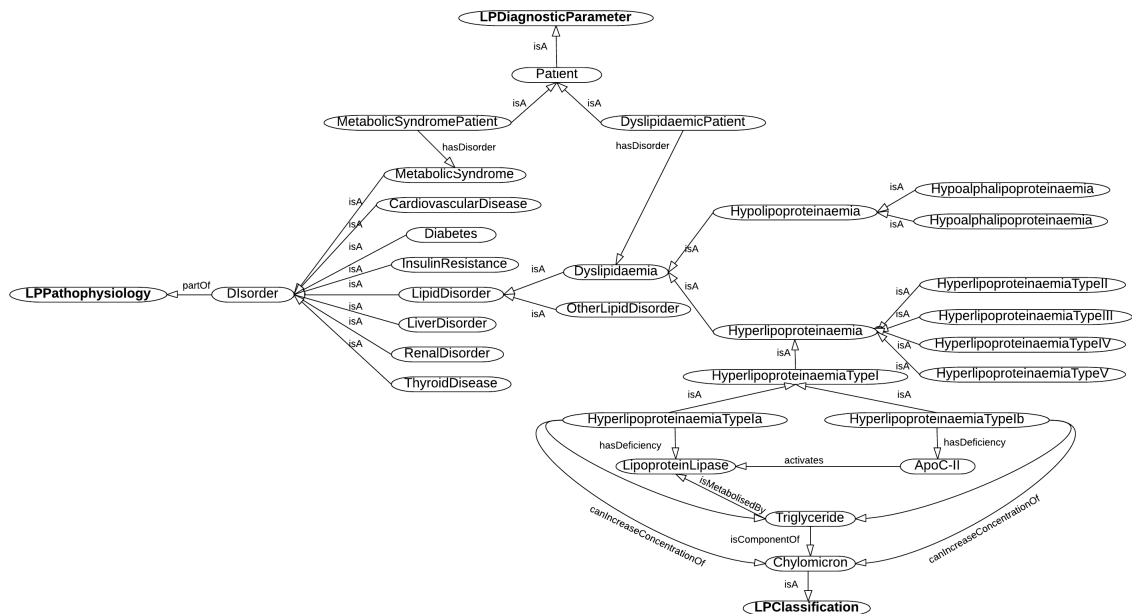 LPDiagnosticParameter
isA
Patient
isA
isA
MetabolicSyndromePatient
DyslipidaemicPatient
hasDisorder
hasDisorder
MetabolicSyndrome
isA
Hypoalphalipoproteinaemia
isA
CardiovascularDisease
Hypolipoproteinaemia
isA
Hypoalphalipoproteinaemia
isA
Diabetes
isA
isA
InsulinResistance
isA
isA
Dyslipaemia
LPPathophysiology
partOf
DIsorder
isA
LipidDisorder
isA
HyperlipoproteinaemiaTypeII
isA
isA
OtherLipidDisorder
isA
HyperlipoproteinaemiaTypeIII
isA
LiverDisorder
Hyperlipoproteinaemia
isA
HyperlipoproteinaemiaTypeIV
isA
RenalDisorder
isA
isA
HyperlipoproteinaemiaTypeV
ThyroidDisease
HyperlipoproteinaemiaTypeI
isA
isA
HyperlipoproteinaemiaTypeIa
HyperlipoproteinaemiaTypeIb
hasDeficiency
hasDeficiency
LipoproteinLipase
activates
ApoC-II
isMetabolisedBy
Triglyceride
canIncreaseConcentrationOf
isComponentOf
canIncreaseConcentrationOf
Chylomicron
isA
LPClassification